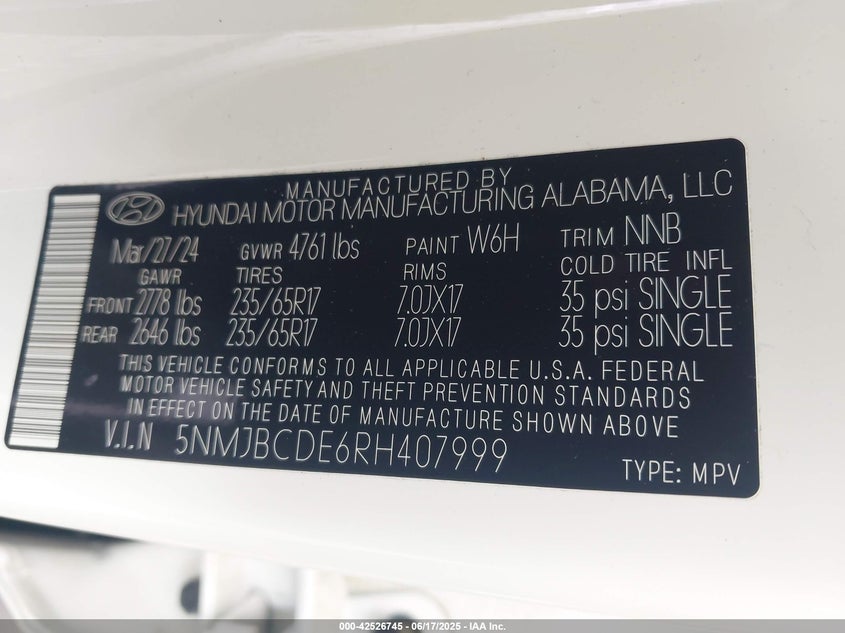 MANUFACTURED BY
HYUNDAI MOTOR MANUFACTURING ALABAMA, LLC
Mar/27/24 GVWR 4761 lbs PAINT W6H TRIM NNB
GAWR TIRES RIMS COLD TIRE INFL
FRONT 2778 lbs 235/65R17 7.0JX17 35 psi SINGLE
REAR 2646 lbs 235/65R17 7.0JX17 35 psi SINGLE
THIS VEHICLE CONFORMS TO ALL APPLICABLE U.S.A. FEDERAL
MOTOR VEHICLE SAFETY AND THEFT PREVENTION STANDARDS
IN EFFECT ON THE DATE OF MANUFACTURE SHOWN ABOVE
V.I.N 5NMJBCDE6RH407999
TYPE: MPV
000-42526745 - 06/17/2025 - IAA Inc.